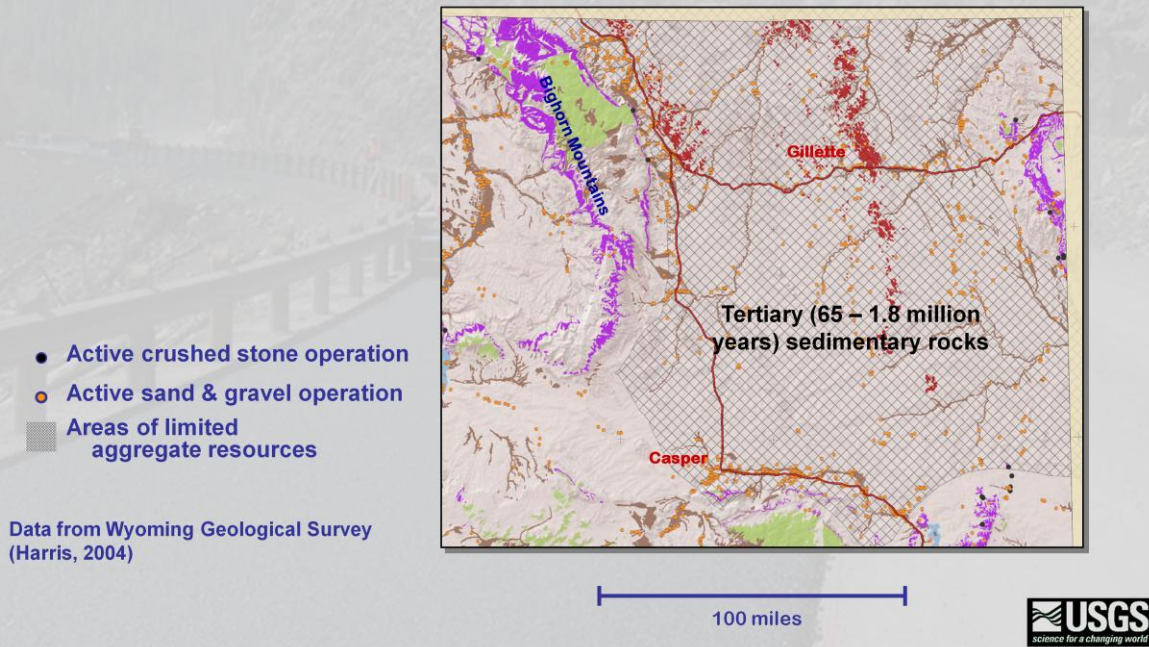 Bighorn Mountains
Gillette
Tertiary (65 – 1.8 million
years) sedimentary rocks
Casper
Active crushed stone operation
Active sand & gravel operation
Areas of limited
aggregate resources
Data from Wyoming Geological Survey
(Harris, 2004)
100 miles
USGS
science for a changing world